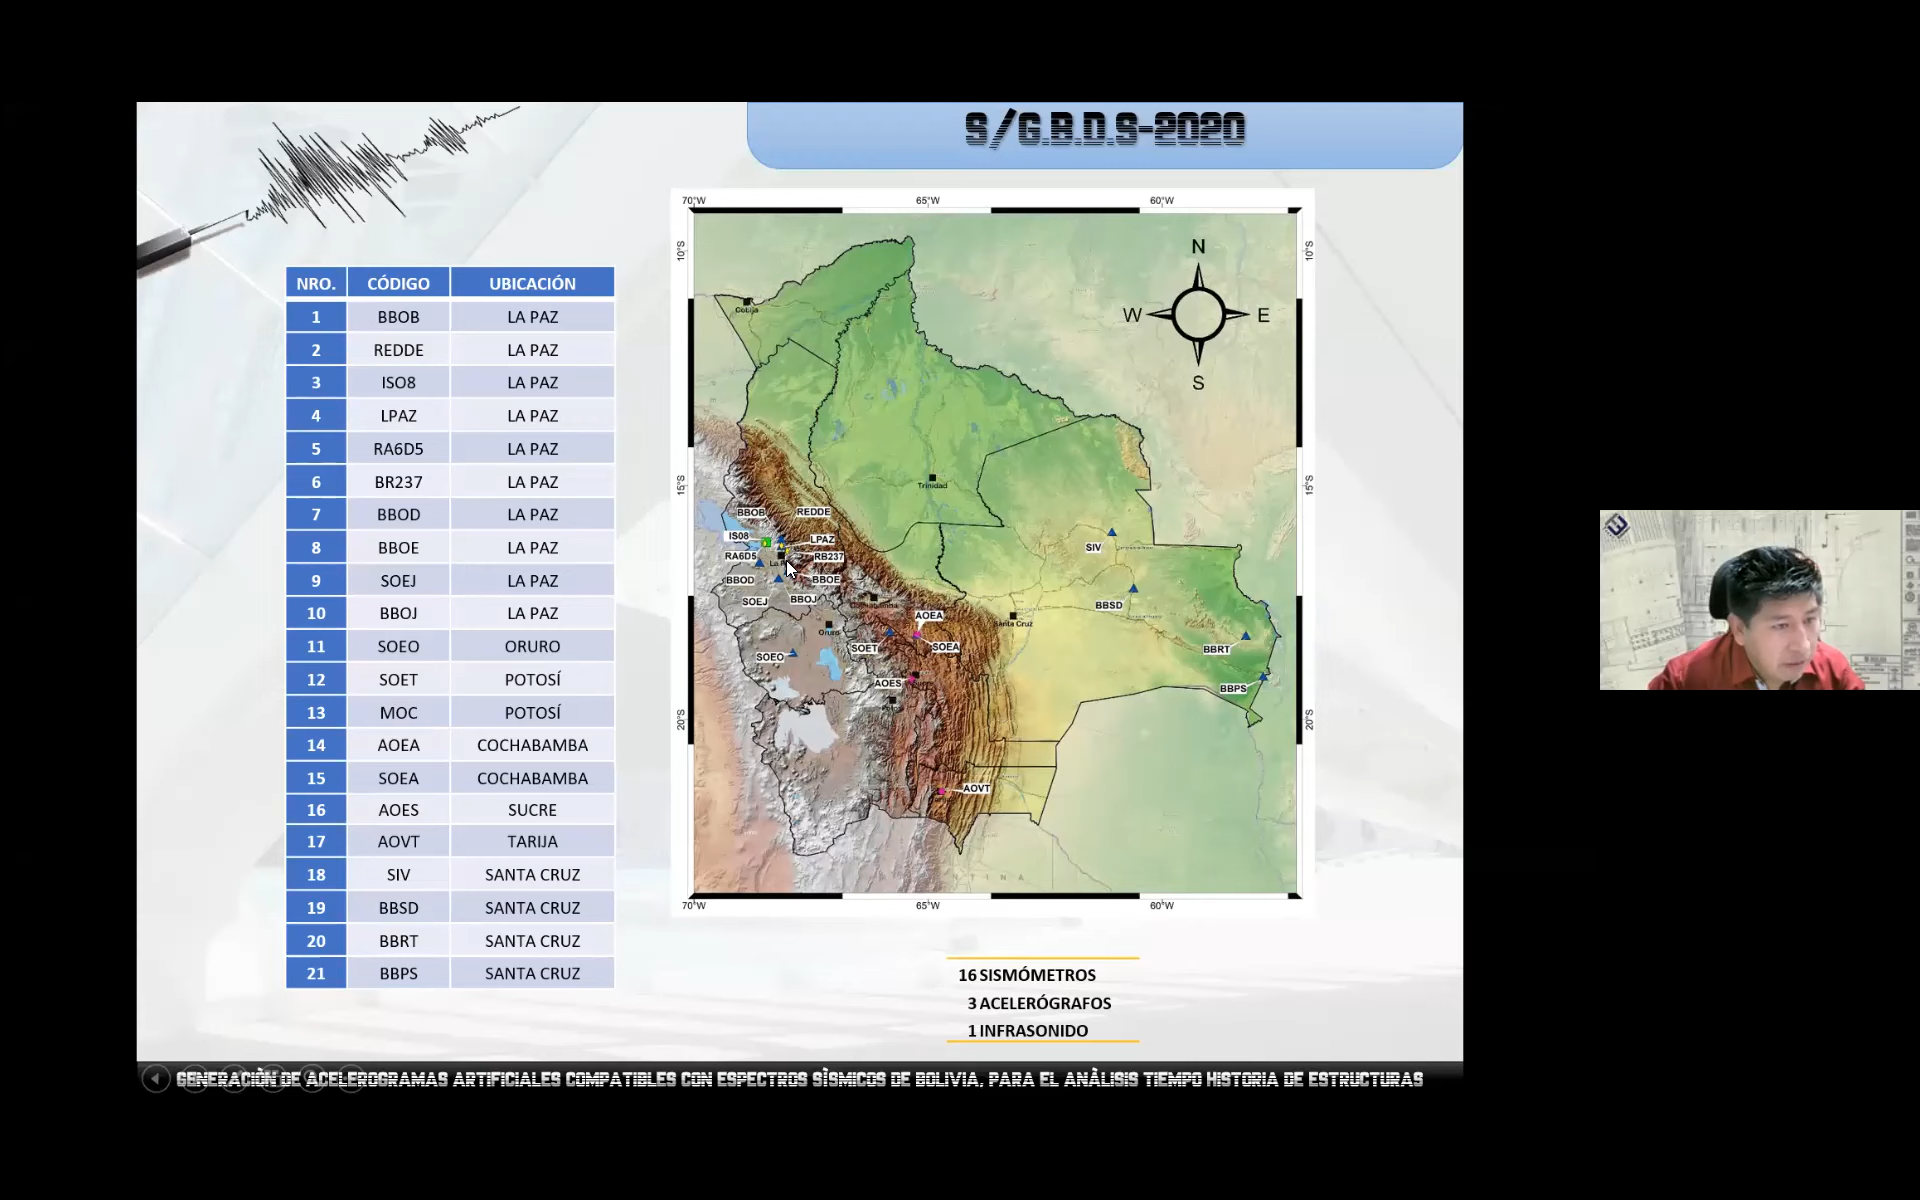 S/G.B.D.S-2020
NRO. CÓDIGO UBICACIÓN
1 BBOB LA PAZ
2 REDDE LA PAZ
3 ISO8 LA PAZ
4 LPAZ LA PAZ
5 RA6D5 LA PAZ
6 BR237 LA PAZ
7 BBOD LA PAZ
8 BBOE LA PAZ
9 SOEJ LA PAZ
10 BBOJ LA PAZ
11 SOEO ORURO
12 SOET POTOSÍ
13 MOC POTOSÍ
14 AOEA COCHABAMBA
15 SOEA COCHABAMBA
16 AOES SUCRE
17 AOVT TARIJA
18 SIV SANTA CRUZ
19 BBSD SANTA CRUZ
20 BBRT SANTA CRUZ
21 BBPS SANTA CRUZ
70°W 65°W 60°W
10°S 10°S
N
W E
S
Cobija
15°S 15°S
Trinidad
BBOB REDDE
IS08 LPAZ
RA6D5 RB237
BBOD BBOE
SOEJ BBOJ
SIV
BBSD
AOEA
Santa Cruz
Oruro
SOET SOEA
SOEO
BBRT
AOES
BBPS
20°S 20°S
AOVT
70°W 65°W 60°W
16 SISMÓMETROS
3 ACELERÓGRAFOS
1 INFRASONIDO
GENERACIÒN DE ACELEROGRAMAS ARTIFICIALES COMPATIBLES CON ESPECTROS SÌSMICOS DE BOLIVIA, PARA EL ANÀLISIS TIEMPO HISTORIA DE ESTRUCTURAS